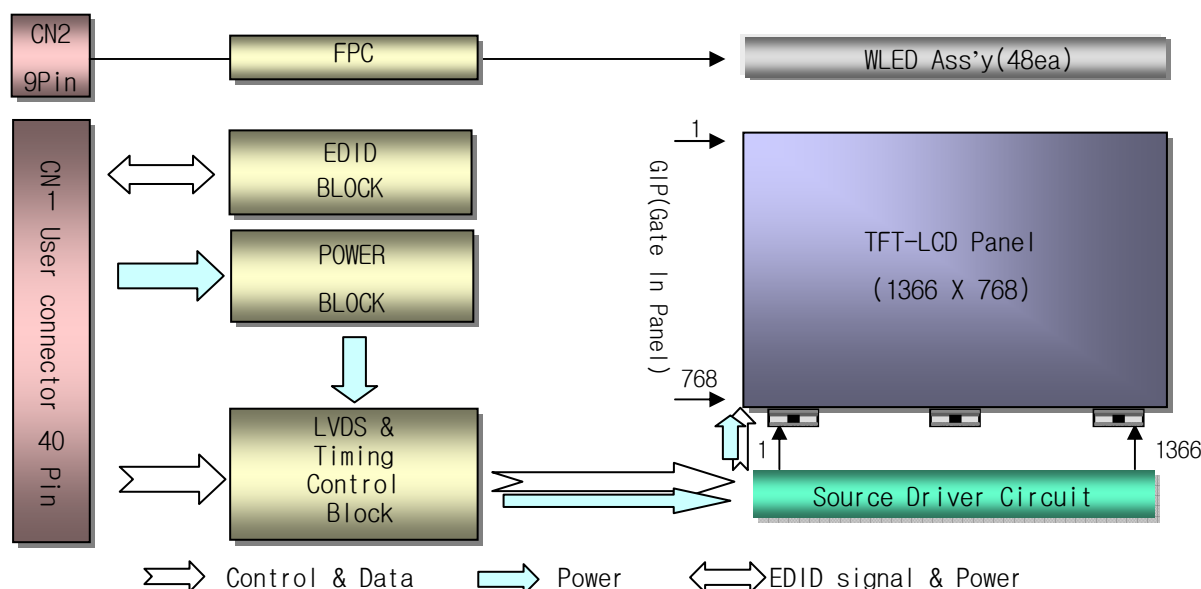 CN2
9Pin
FPC
WLED Ass'y(48ea)
CN-1 User connector 40 Pin
EDID
BLOCK
POWER
BLOCK
LVDS &
Timing
Control
Block
GIP(Gate In Panel)
1
768
TFT-LCD Panel
(1366 X 768)
1
1366
Source Driver Circuit
Control & Data
Power
EDID signal & Power